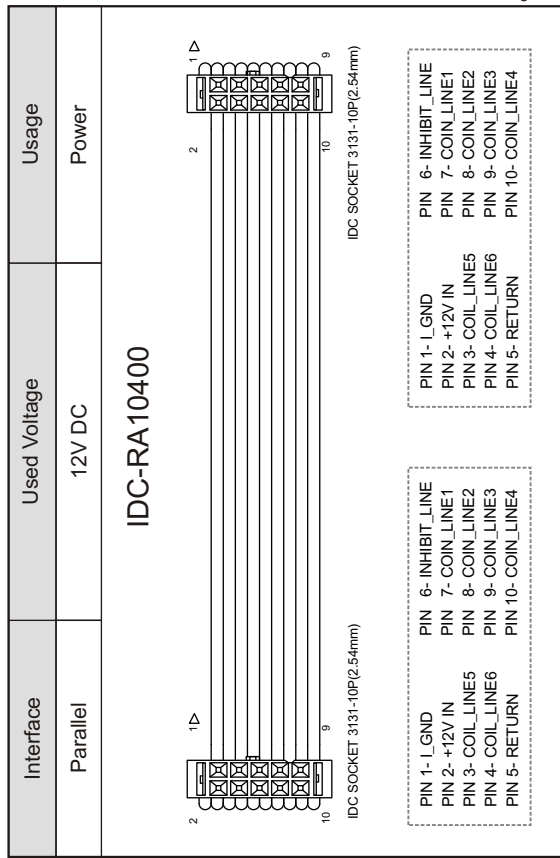 Interface Used Voltage Usage
Parallel 12V DC Power
IDC-RA10400
2 1 2 1
10 9 10 9
IDC SOCKET 3131-10P(2.54mm) IDC SOCKET 3131-10P(2.54mm)
PIN 1- I_GND PIN 6- INHIBIT_LINE
PIN 2- +12V IN PIN 7- COIN_LINE1
PIN 3- COIL_LINE5 PIN 8- COIN_LINE2
PIN 4- COIL_LINE6 PIN 9- COIN_LINE3
PIN 5- RETURN PIN 10- COIN_LINE4
PIN 1- I_GND PIN 6- INHIBIT_LINE
PIN 2- +12V IN PIN 7- COIN_LINE1
PIN 3- COIL_LINE5 PIN 8- COIN_LINE2
PIN 4- COIL_LINE6 PIN 9- COIN_LINE3
PIN 5- RETURN PIN 10- COIN_LINE4